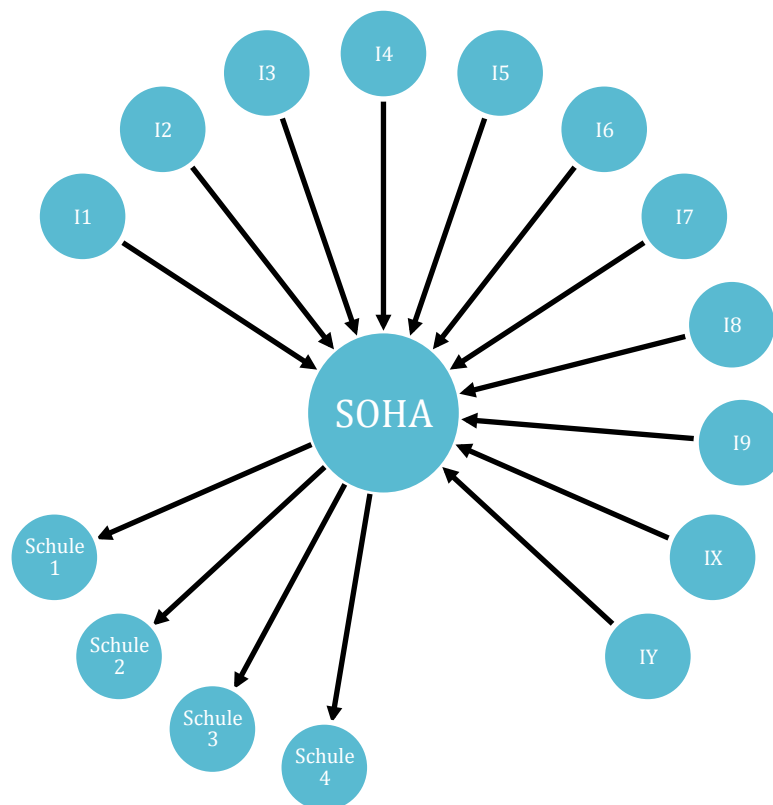 I4
I3
I5
I2
I6
I1
I7
I8
SOHA
I9
Schule
1
IX
Schule
2
IY
Schule
3
Schule
4